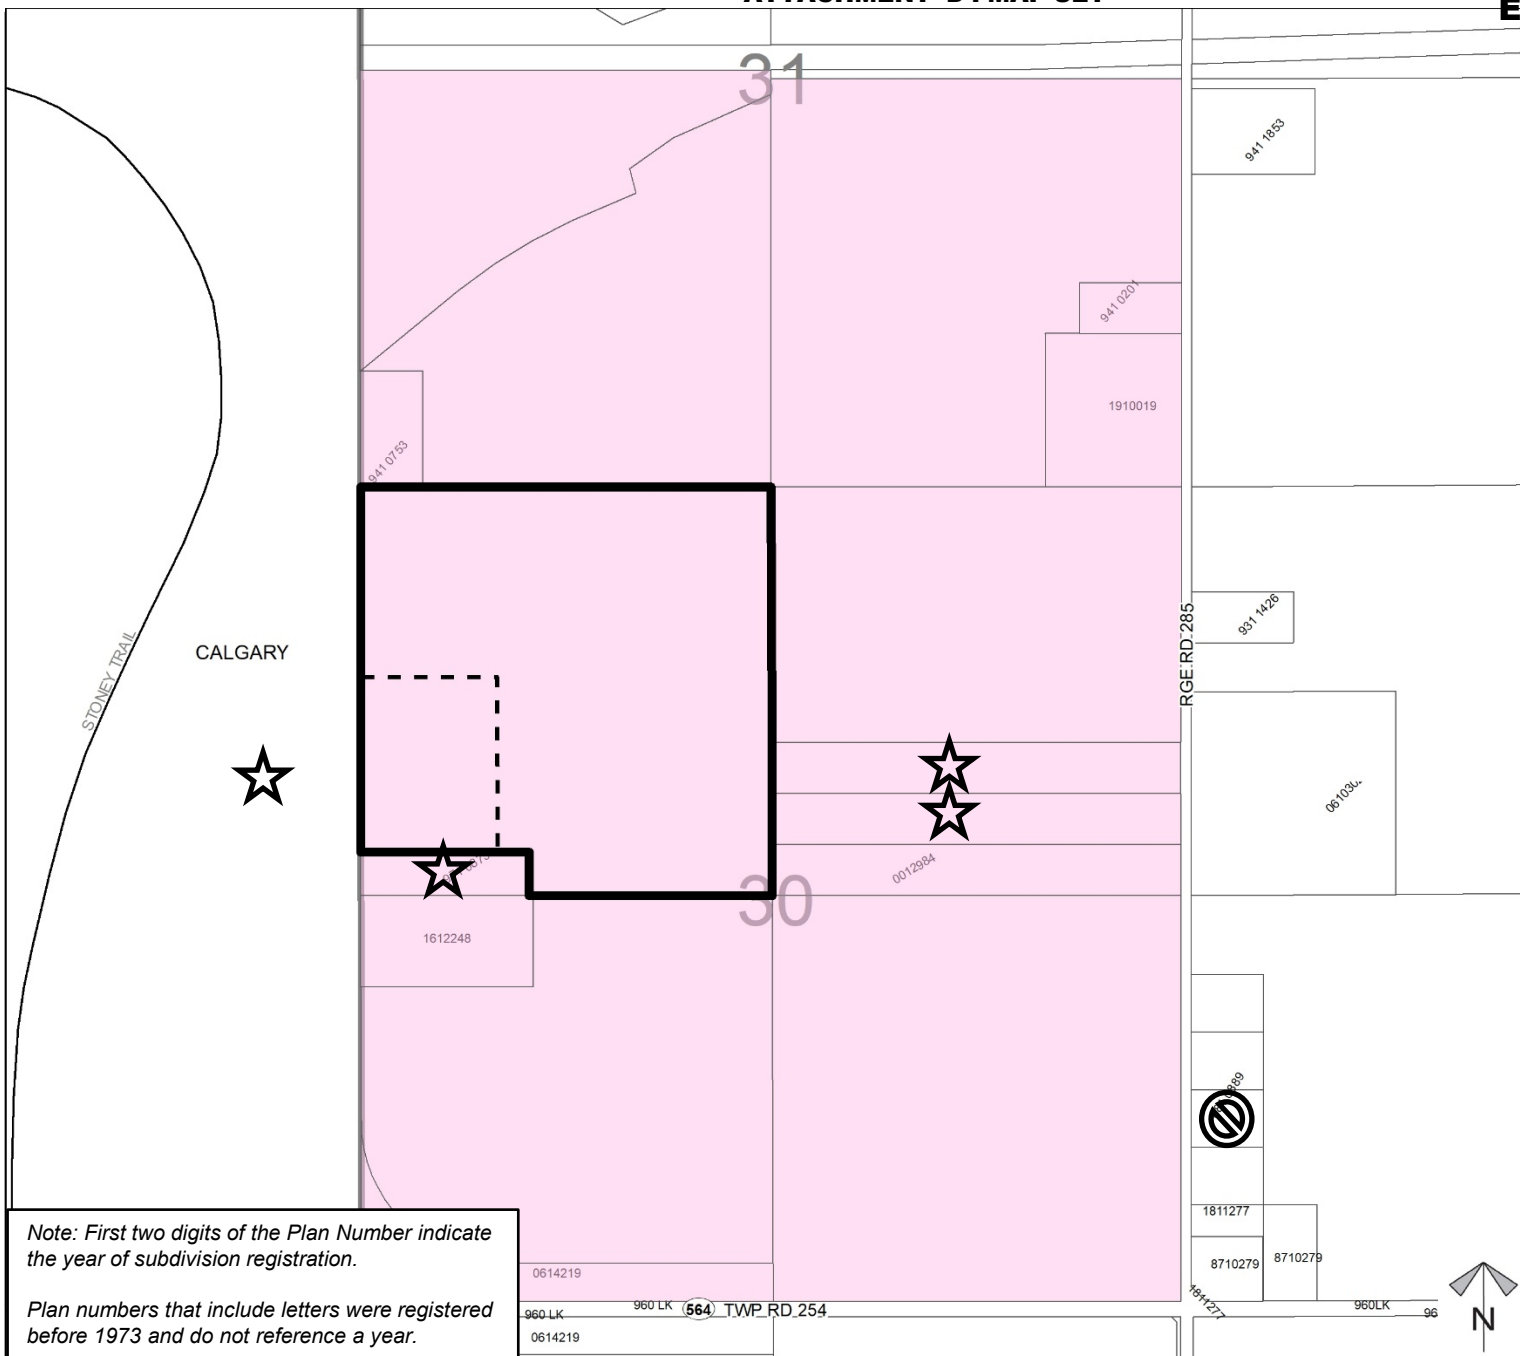 31
941 1853
941 0201
1910019
941 0753
931 1426
RGE RD 285
CALGARY
STONEY TRAIL
0012984
30
1612248
1811277
8710279
8710279
1811277
0614219
960 LK
960 LK
564
TWP RD 254
960LK
96
0614219
Note: First two digits of the Plan Number indicate
the year of subdivision registration.
Plan numbers that include letters were registered
before 1973 and do not reference a year.
N